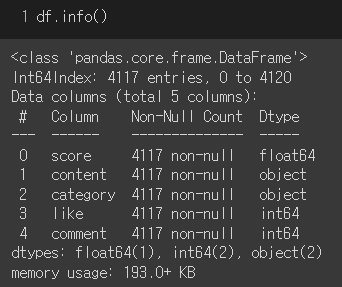 1 df.info()
<class 'pandas.core.frame.DataFrame'>
Int64Index: 4117 entries, 0 to 4120
Data columns (total 5 columns):
 #   Column    Non-Null Count  Dtype
---  ------    --------------  -----
 0   score     4117 non-null   float64
 1   content   4117 non-null   object
 2   category  4117 non-null   object
 3   like      4117 non-null   int64
 4   comment   4117 non-null   int64
dtypes: float64(1), int64(2), object(2)
memory usage: 193.0+ KB